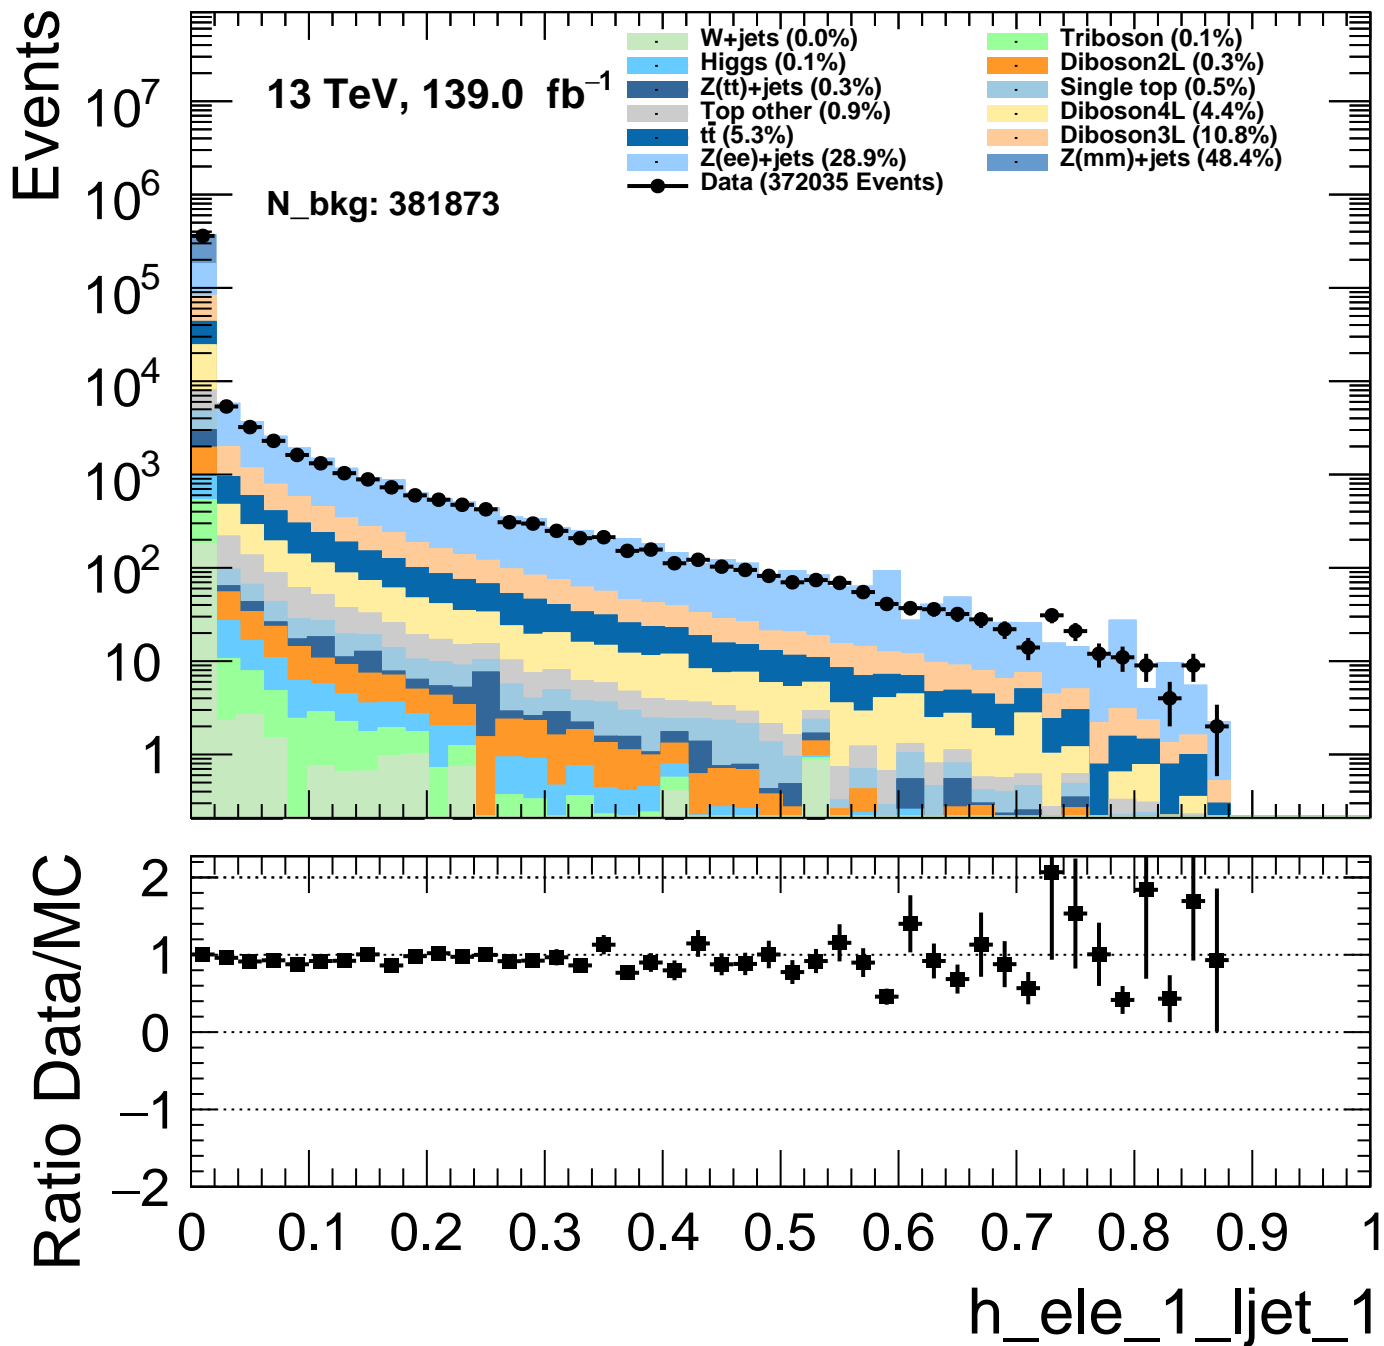 Events
10⁷
10⁶
10⁵
10⁴
10³
10²
10
1
13 TeV, 139.0 fb⁻¹
N_bkg: 381873
W+jets (0.0%)
Higgs (0.1%)
Z(tt)+jets (0.3%)
Top other (0.9%)
tt̄ (5.3%)
Z(ee)+jets (28.9%)
Data (372035 Events)
Triboson (0.1%)
Diboson2L (0.3%)
Single top (0.5%)
Diboson4L (4.4%)
Diboson3L (10.8%)
Z(mm)+jets (48.4%)
Ratio Data/MC
2
1
0
−1
−2
0 0.1 0.2 0.3 0.4 0.5 0.6 0.7 0.8 0.9 1
h_ele_1_ljet_1